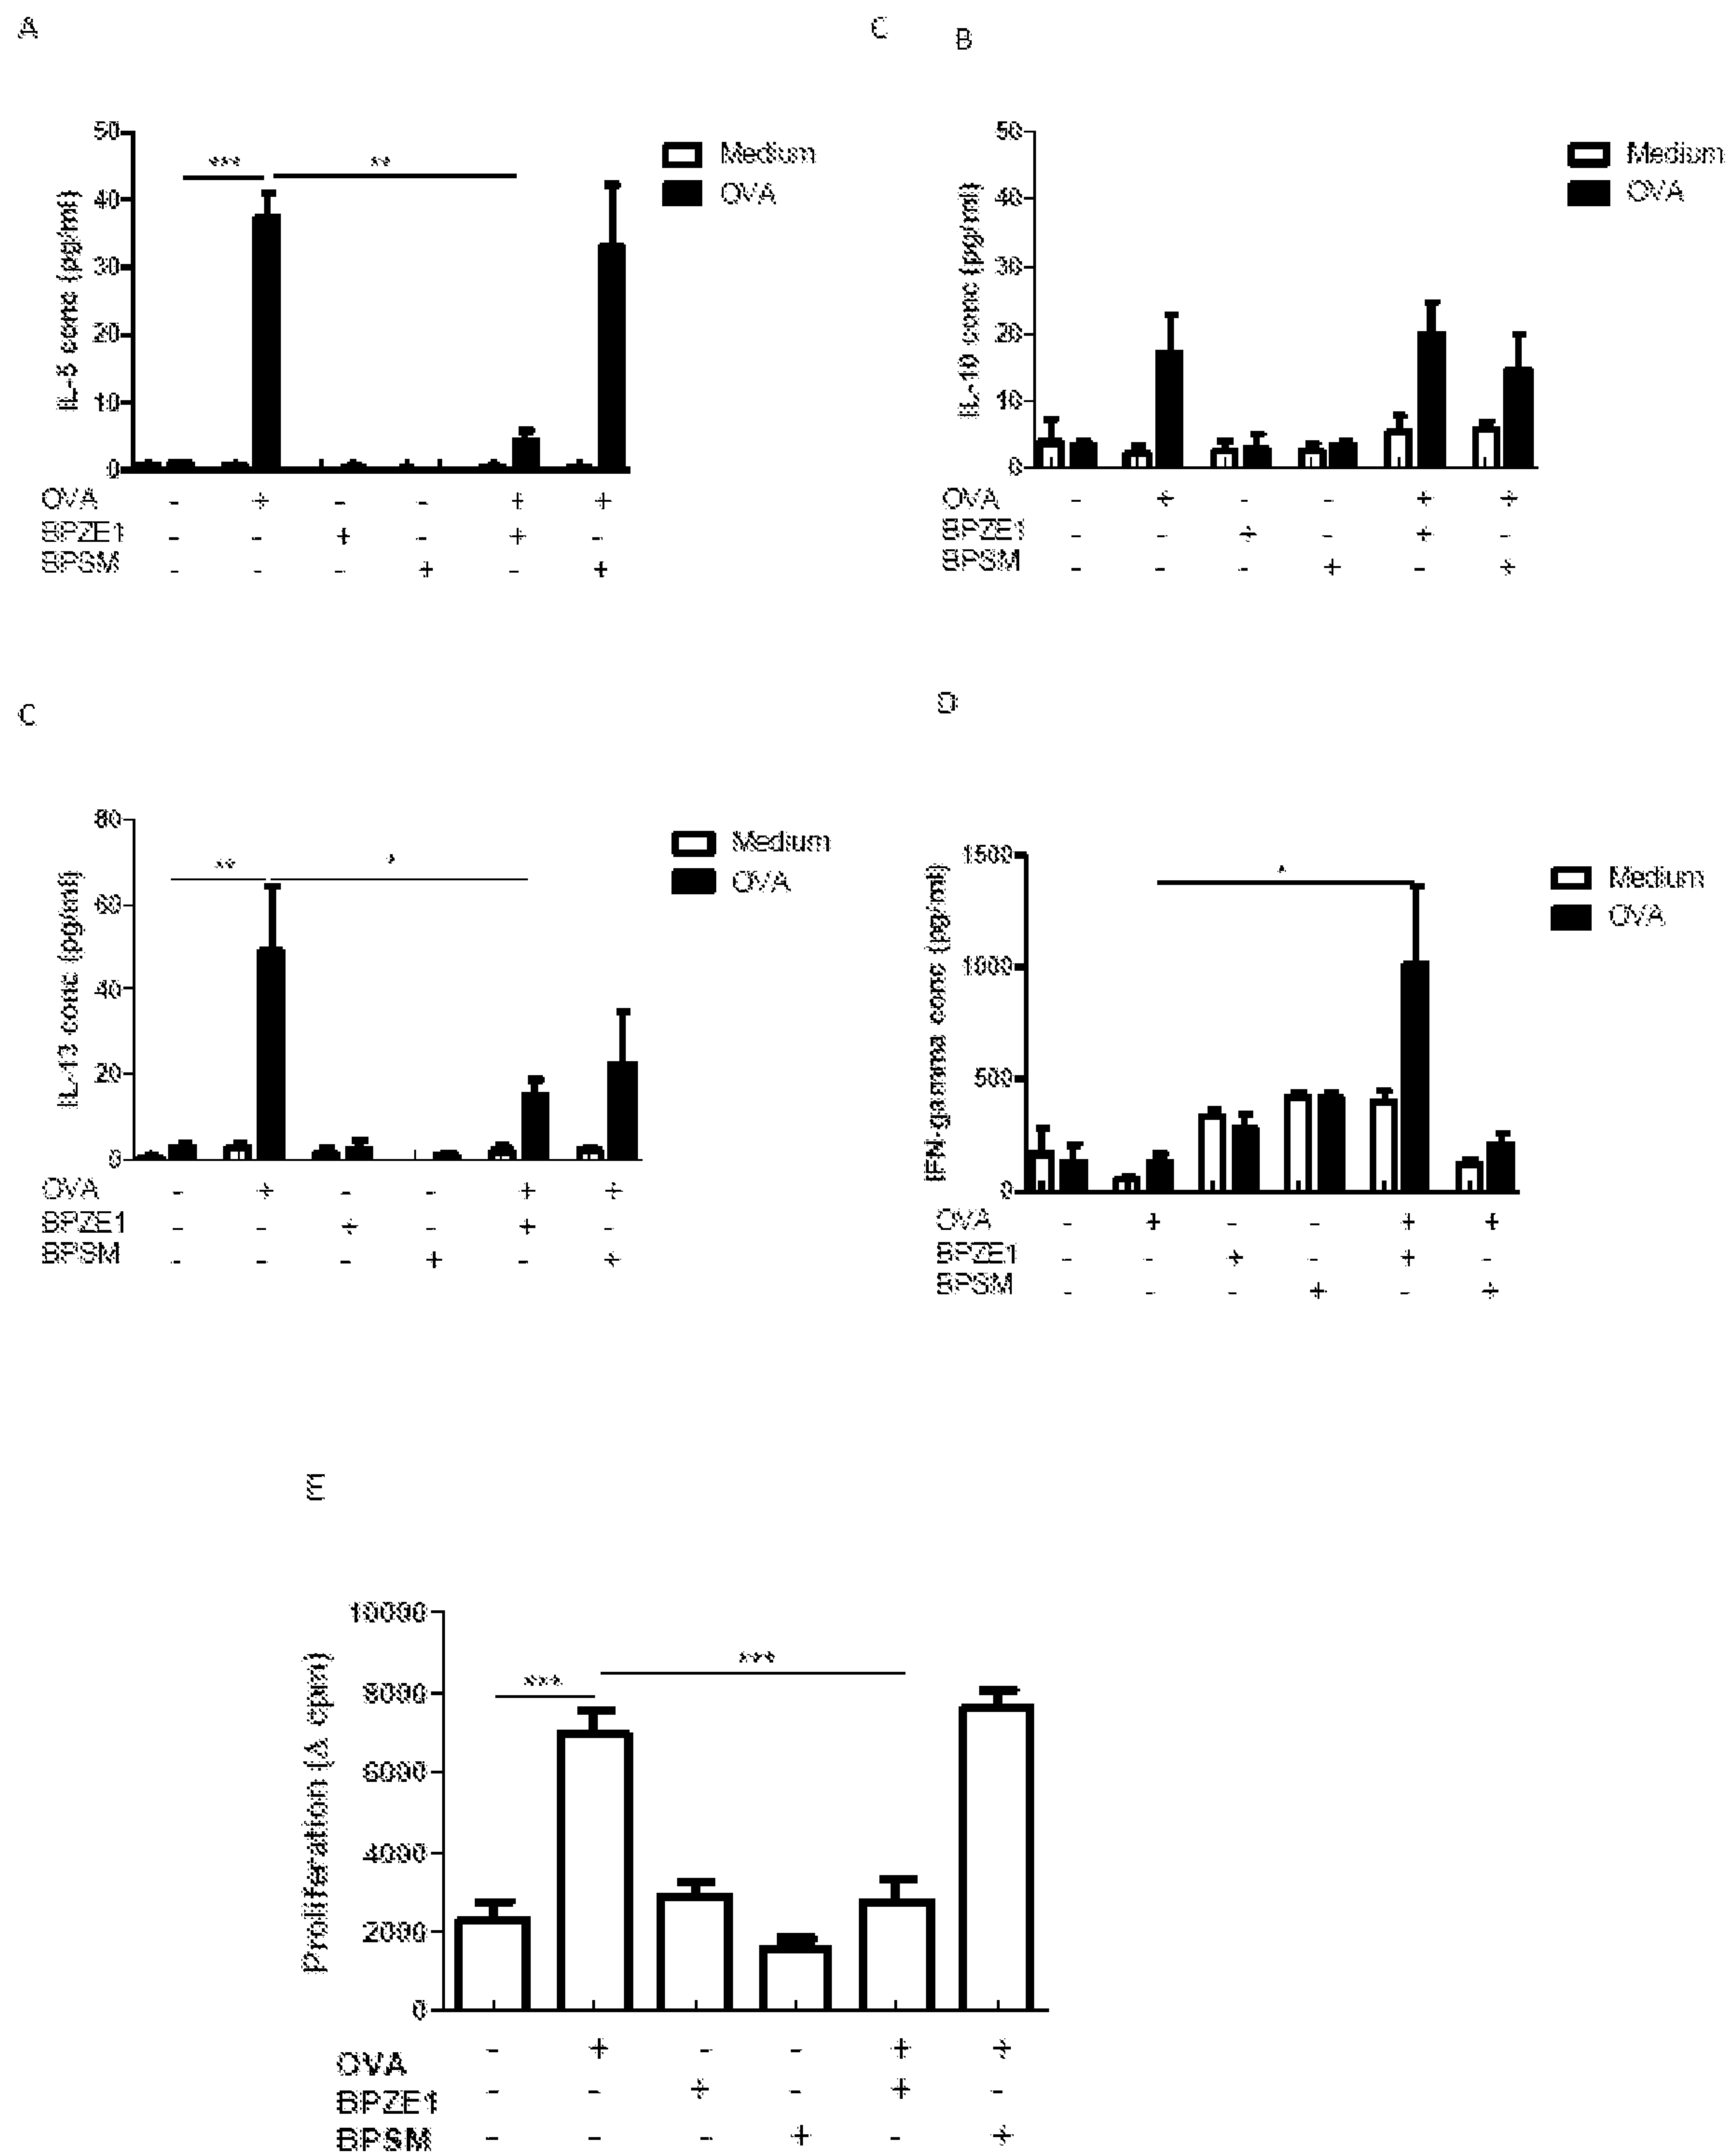 A
C
B
50
40
30
20
10
0
IL-5 conc (pg/ml)
***
**
Medium
OVA
OVA - + - - + +
BPZE1 - - + - + -
BPSM - - - + - +
50
40
30
20
10
0
IL-10 conc (pg/ml)
Medium
OVA
OVA - + - - + +
BPZE1 - - + - + -
BPSM - - - + - +
C
80
60
40
20
0
IL-13 conc (pg/ml)
**
*
Medium
OVA
OVA - + - - + +
BPZE1 - - + - + -
BPSM - - - + - +
D
1500
1000
500
0
IFN-gamma conc (pg/ml)
*
Medium
OVA
OVA - + - - + +
BPZE1 - - + - + -
BPSM - - - + - +
E
10000
8000
6000
4000
2000
0
Proliferation (Δ cpm)
***
***
OVA - + - - + +
BPZE1 - - + - + -
BPSM - - - + - +